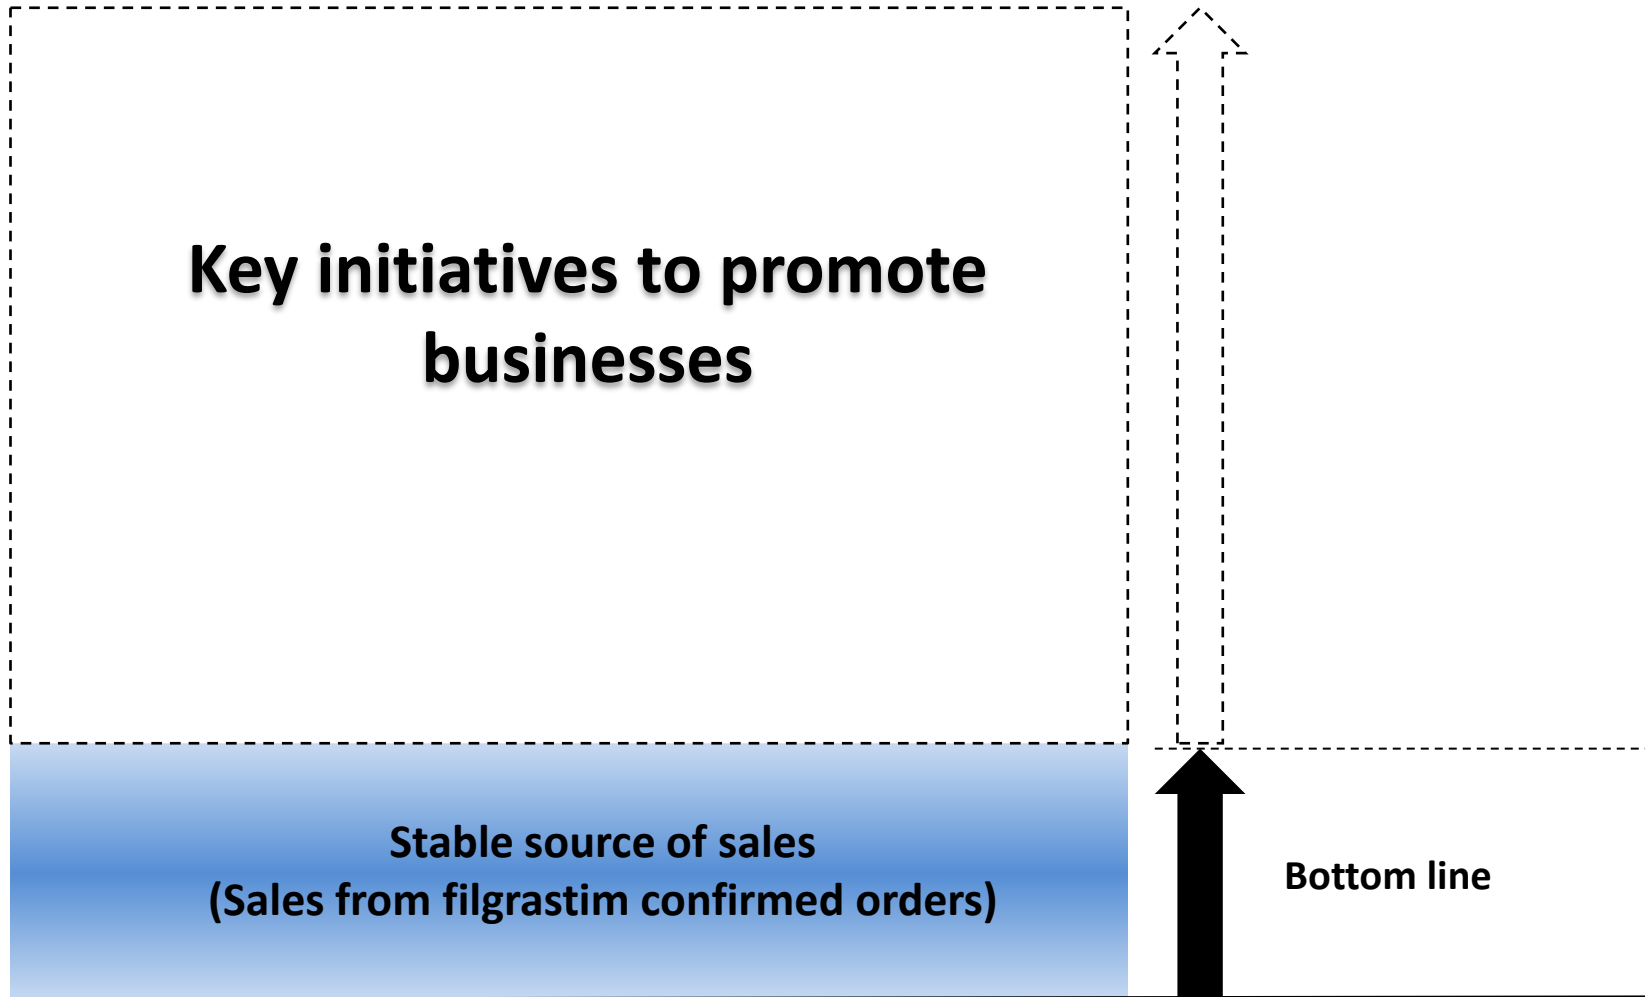 Key initiatives to promote
businesses
Stable source of sales
(Sales from filgrastim confirmed orders)
Bottom line